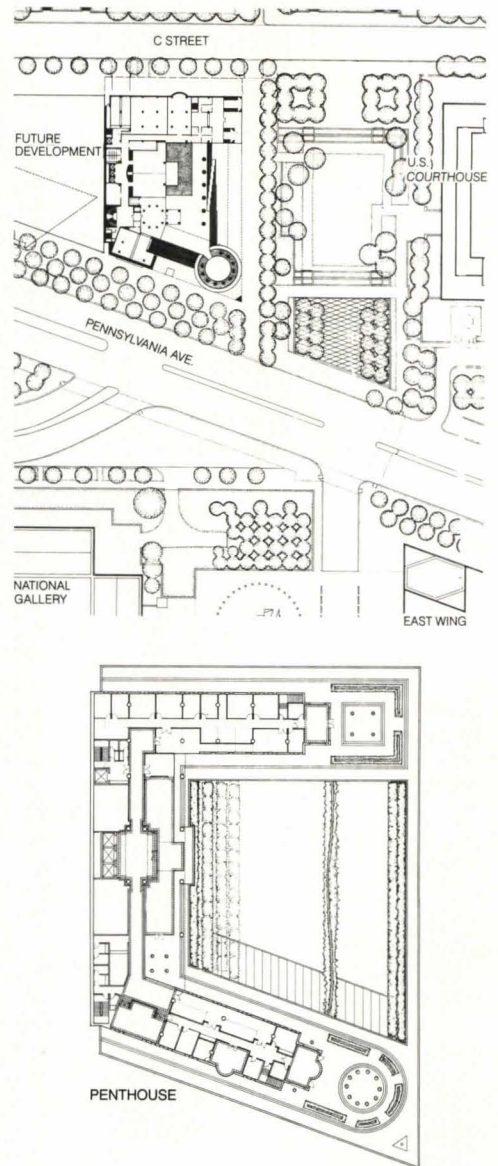 C STREET
FUTURE
DEVELOPMENT
U.S.
COURTHOUSE
PENNSYLVANIA AVE.
NATIONAL
GALLERY
EAST WING
PENTHOUSE